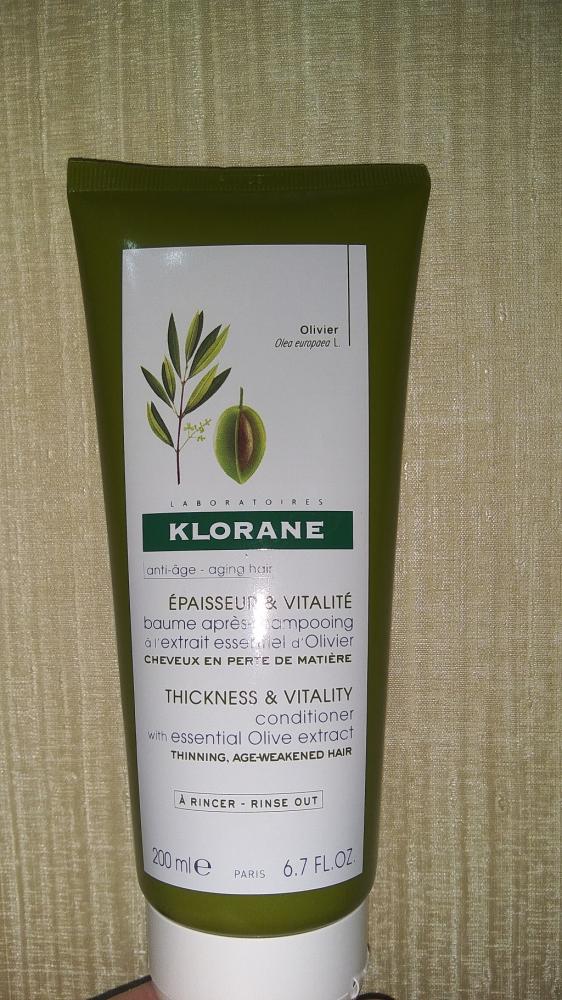 Olivier
Olea europaea L.
LABORATOIRES
KLORANE
anti-âge - aging hair
ÉPAISSEUR & VITALITÉ
baume après-shampooing
à l'extrait essentiel d'Olivier
CHEVEUX EN PERTE DE MATIÈRE
THICKNESS & VITALITY
conditioner
with essential Olive extract
THINNING, AGE-WEAKENED HAIR
À RINCER - RINSE OUT
200 ml e PARIS 6.7 FL.OZ.